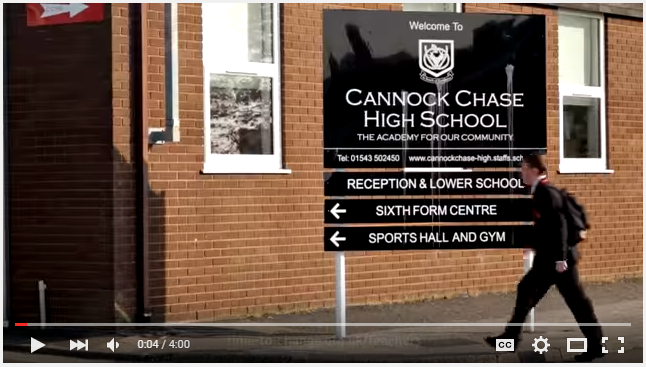 Welcome To
CANNOCK CHASE
HIGH SCHOOL
THE ACADEMY FOR OUR COMMUNITY
Tel: 01543 502450 www.cannockchase-high.staffs.sch
RECEPTION & LOWER SCHOOL
SIXTH FORM CENTRE
SPORTS HALL AND GYM
0:04 / 4:00
CC